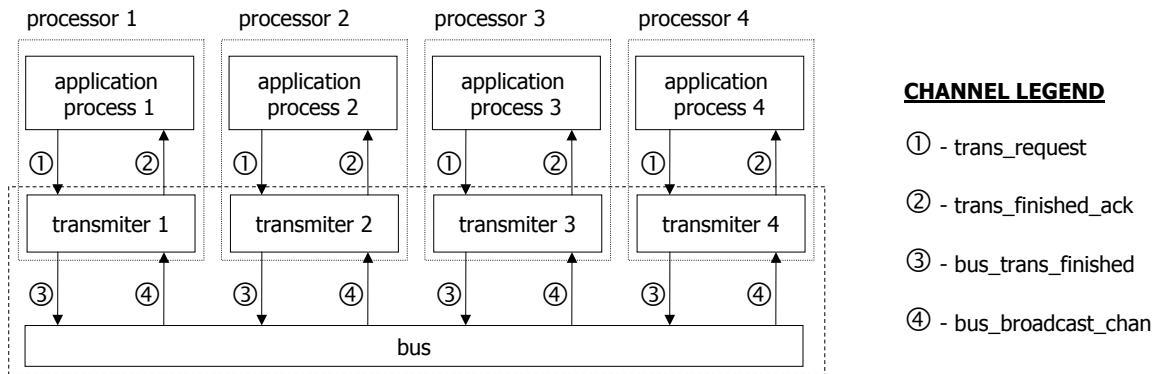 processor 1 processor 2 processor 3 processor 4
application process 1
application process 2
application process 3
application process 4
① ② ① ② ① ② ① ②
transmiter 1 transmiter 2 transmiter 3 transmiter 4
③ ④ ③ ④ ③ ④ ③ ④
bus
CHANNEL LEGEND
① - trans_request
② - trans_finished_ack
③ - bus_trans_finished
④ - bus_broadcast_chan